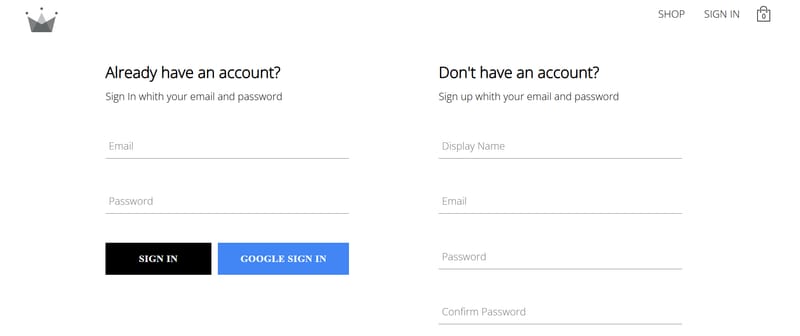 SHOP SIGN IN
0
Already have an account?
Sign In whith your email and password
Email
Password
SIGN IN GOOGLE SIGN IN
Don't have an account?
Sign up whith your email and password
Display Name
Email
Password
Confirm Password